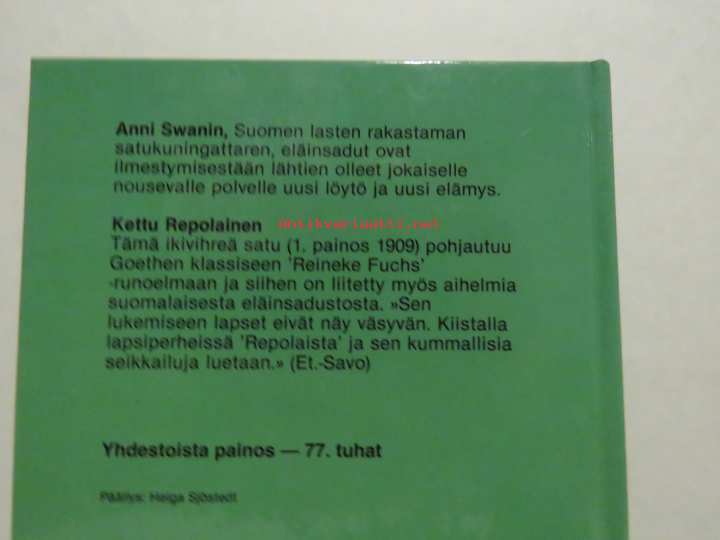 Anni Swanin, Suomen lasten rakastaman
satukuningattaren, eläinsadut ovat
ilmestymisestään lähtien olleet jokaiselle
nousevalle polvelle uusi löytö ja uusi elämys.
Kettu Repolainen
Antikvariaatti.net
Tämä ikivihreä satu (1. painos 1909) pohjautuu
Goethen klassiseen 'Reineke Fuchs'
-runoelmaan ja siihen on liitetty myös aihelmia
suomalaisesta eläinsadustosta. »Sen
lukemiseen lapset eivät näy väsyvän. Kiistalla
lapsiperheissä 'Repolaista' ja sen kummallisia
seikkailuja luetaan.» (Et.-Savo)
Yhdestoista painos — 77. tuhat
Päällys: Helga Sjöstedt